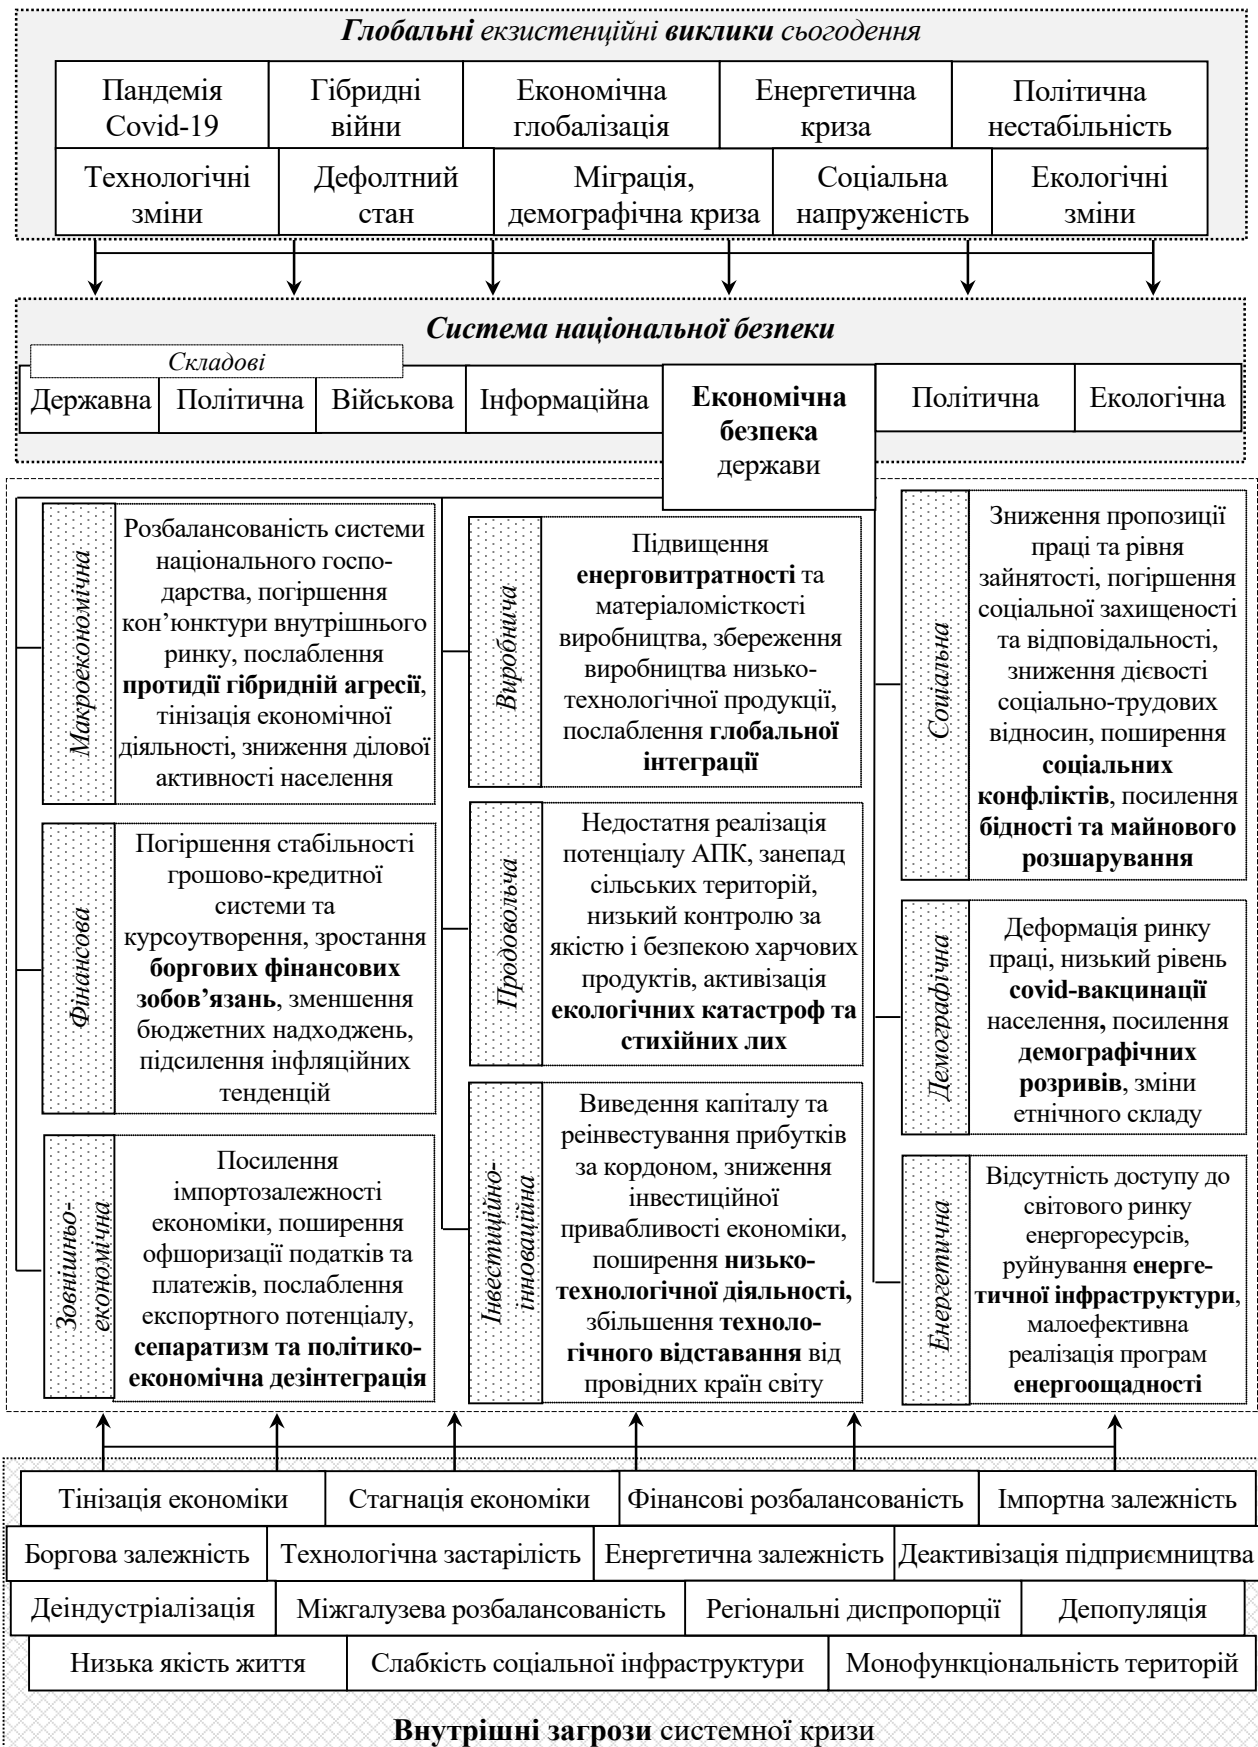 Глобальні екзистенційні виклики сьогодення
Пандемія
Covid-19
Гібридні
війни
Економічна
глобалізація
Енергетична
криза
Політична
нестабільність
Технологічні
зміни
Дефолтний
стан
Міграція,
демографічна криза
Соціальна
напруженість
Екологічні
зміни
Система національної безпеки
Складові
Державна
Політична
Військова
Інформаційна
Економічна
безпека
держави
Політична
Екологічна
Макроекономічна
Розбалансованість системи
національного госпо-
дарства, погіршення
кон’юнктури внутрішнього
ринку, послаблення
протидії гібридній агресії,
тінізація економічної
діяльності, зниження ділової
активності населення
Фінансова
Погіршення стабільності
грошово-кредитної
системи та
курсоутворення, зростання
боргових фінансових
зобов’язань, зменшення
бюджетних надходжень,
підсилення інфляційних
тенденцій
Зовнішньо-
економічна
Посилення
імпортозалежності
економіки, поширення
офшоризації податків та
платежів, послаблення
експортного потенціалу,
сепаратизм та політико-
економічна дезінтеграція
Виробнича
Підвищення
енерговитратності та
матеріаломісткості
виробництва, збереження
виробництва низько-
технологічної продукції,
послаблення глобальної
інтеграції
Продовольча
Недостатня реалізація
потенціалу АПК, занепад
сільських територій,
низький контролю за
якістю і безпекою харчових
продуктів, активізація
екологічних катастроф та
стихійних лих
Інвестиційно-
інноваційна
Виведення капіталу та
реінвестування прибутків
за кордоном, зниження
інвестиційної
привабливості економіки,
поширення низько-
технологічної діяльності,
збільшення техноло-
гічного відставання від
провідних країн світу
Соціальна
Зниження пропозиції
праці та рівня
зайнятості, погіршення
соціальної захищеності
та відповідальності,
зниження дієвості
соціально-трудових
відносин, поширення
соціальних
конфліктів, посилення
бідності та майнового
розшарування
Демографічна
Деформація ринку
праці, низький рівень
covid-вакцинації
населення, посилення
демографічних
розривів, зміни
етнічного складу
Енергетична
Відсутність доступу до
світового ринку
енергоресурсів,
руйнування енерге-
тичної інфраструктури,
малоефективна
реалізація програм
енергоощадності
Тінізація економіки
Стагнація економіки
Фінансові розбалансованість
Імпортна залежність
Боргова залежність
Технологічна застарілість
Енергетична залежність
Деактивізація підприємництва
Деіндустріалізація
Міжгалузева розбалансованість
Регіональні диспропорції
Депопуляція
Низька якість життя
Слабкість соціальної інфраструктури
Монофункціональність територій
Внутрішні загрози системної кризи